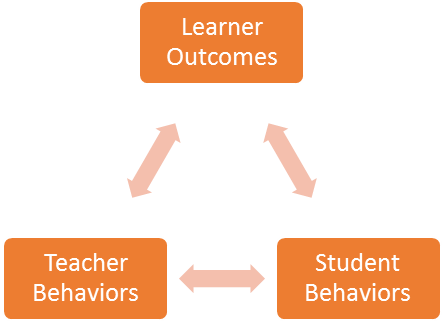 Learner
Outcomes
Teacher
Behaviors
Student
Behaviors